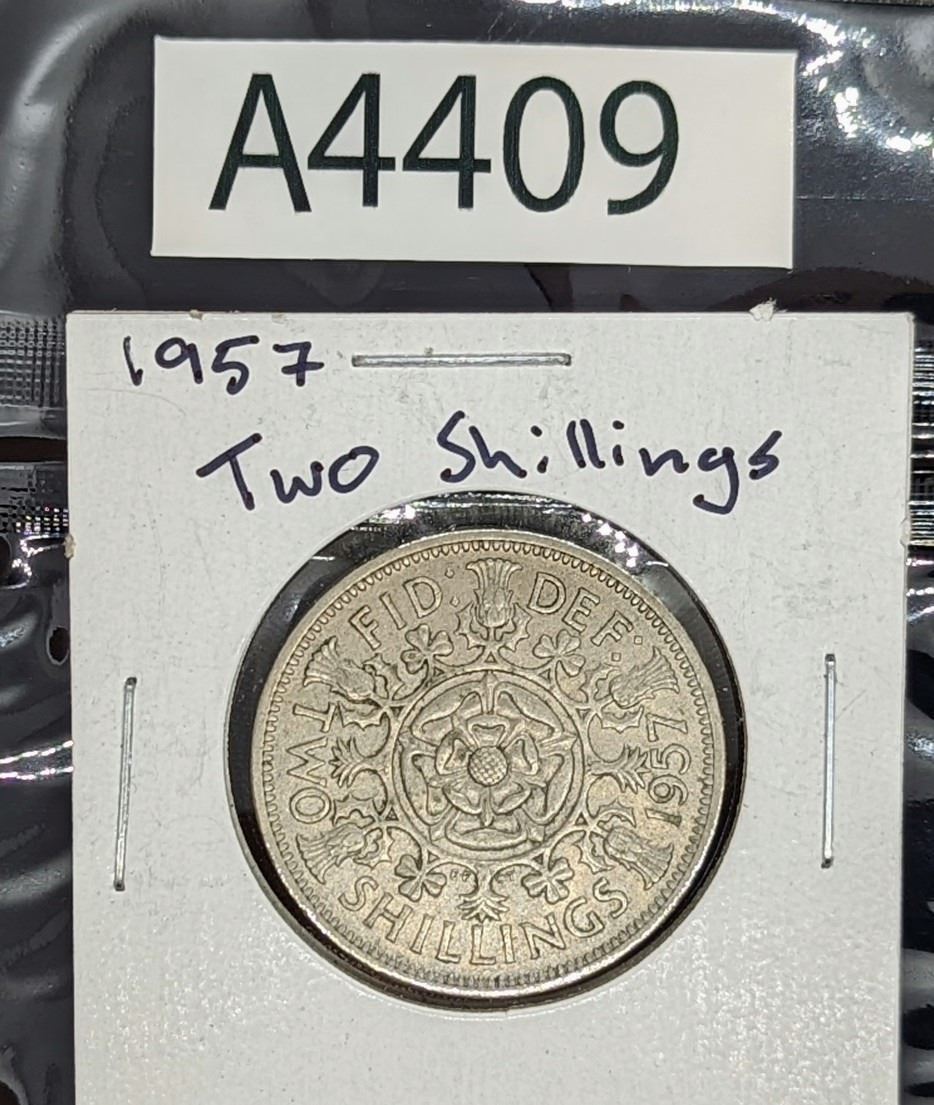 A4409
1957
Two Shillings
FID · DEF : 1957
TWO SHILLINGS